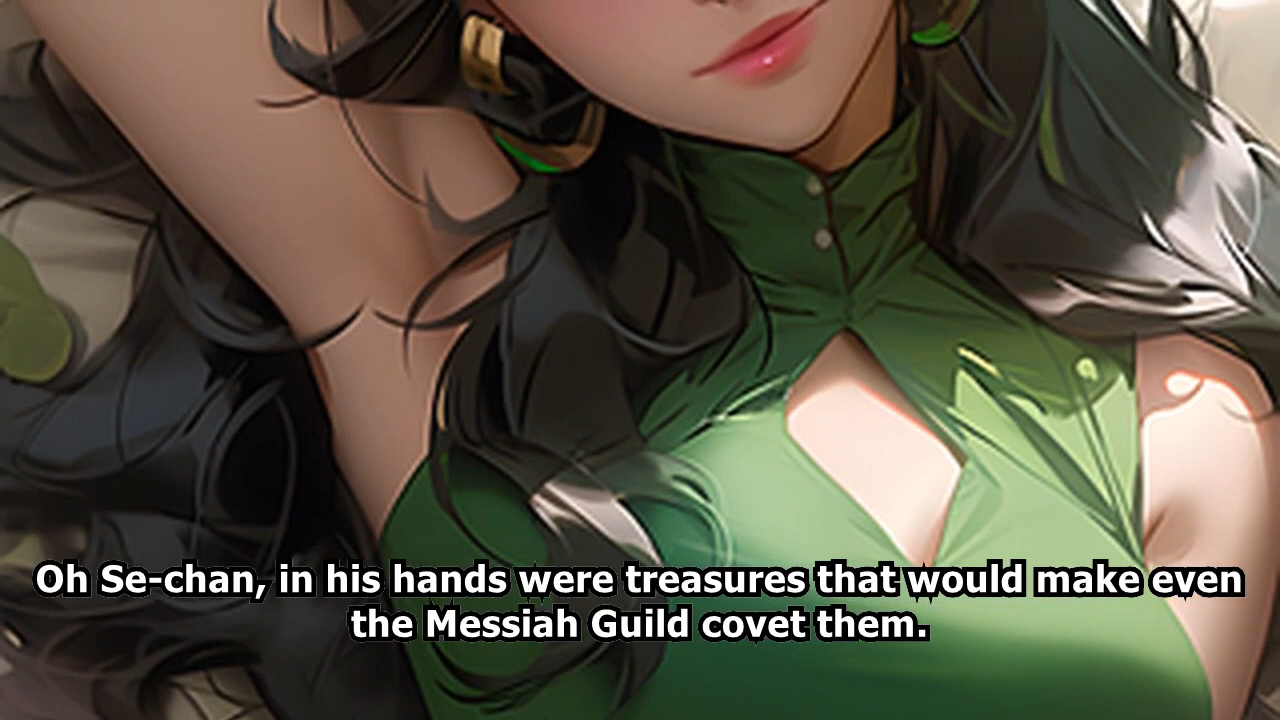 Oh Se-chan, in his hands were treasures that would make even
the Messiah Guild covet them.